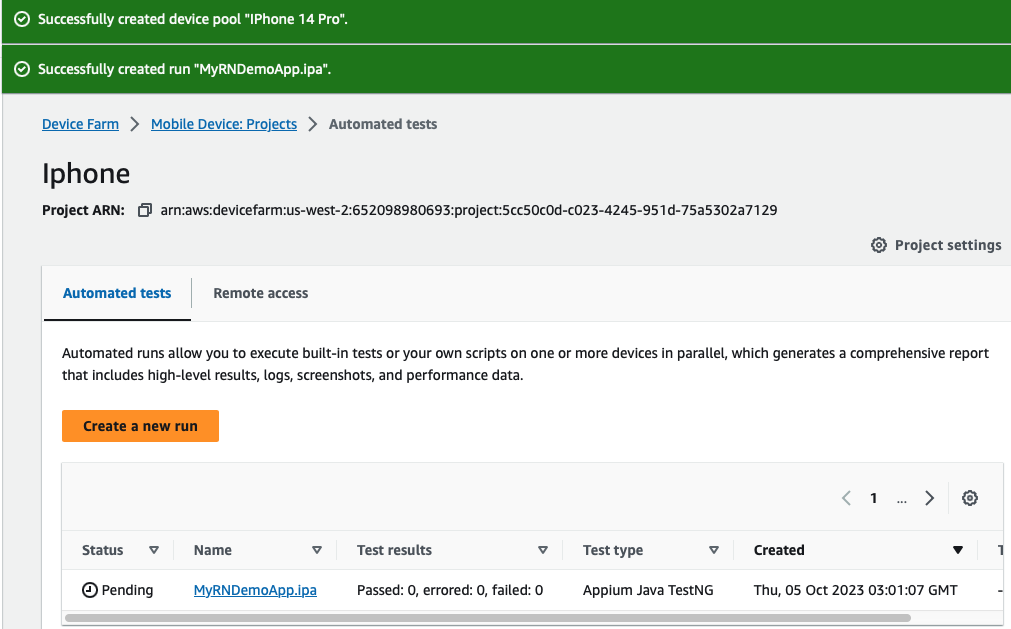 Successfully created device pool "IPhone 14 Pro".
Successfully created run "MyRNDemoApp.ipa".
Device Farm > Mobile Device: Projects > Automated tests
Iphone
Project ARN: arn:aws:devicefarm:us-west-2:652098980693:project:5cc50c0d-c023-4245-951d-75a5302a7129
Project settings
Automated tests Remote access
Automated runs allow you to execute built-in tests or your own scripts on one or more devices in parallel, which generates a comprehensive report
that includes high-level results, logs, screenshots, and performance data.
Create a new run
1 ...
Status Name Test results Test type Created
Pending MyRNDemoApp.ipa Passed: 0, errored: 0, failed: 0 Appium Java TestNG Thu, 05 Oct 2023 03:01:07 GMT -